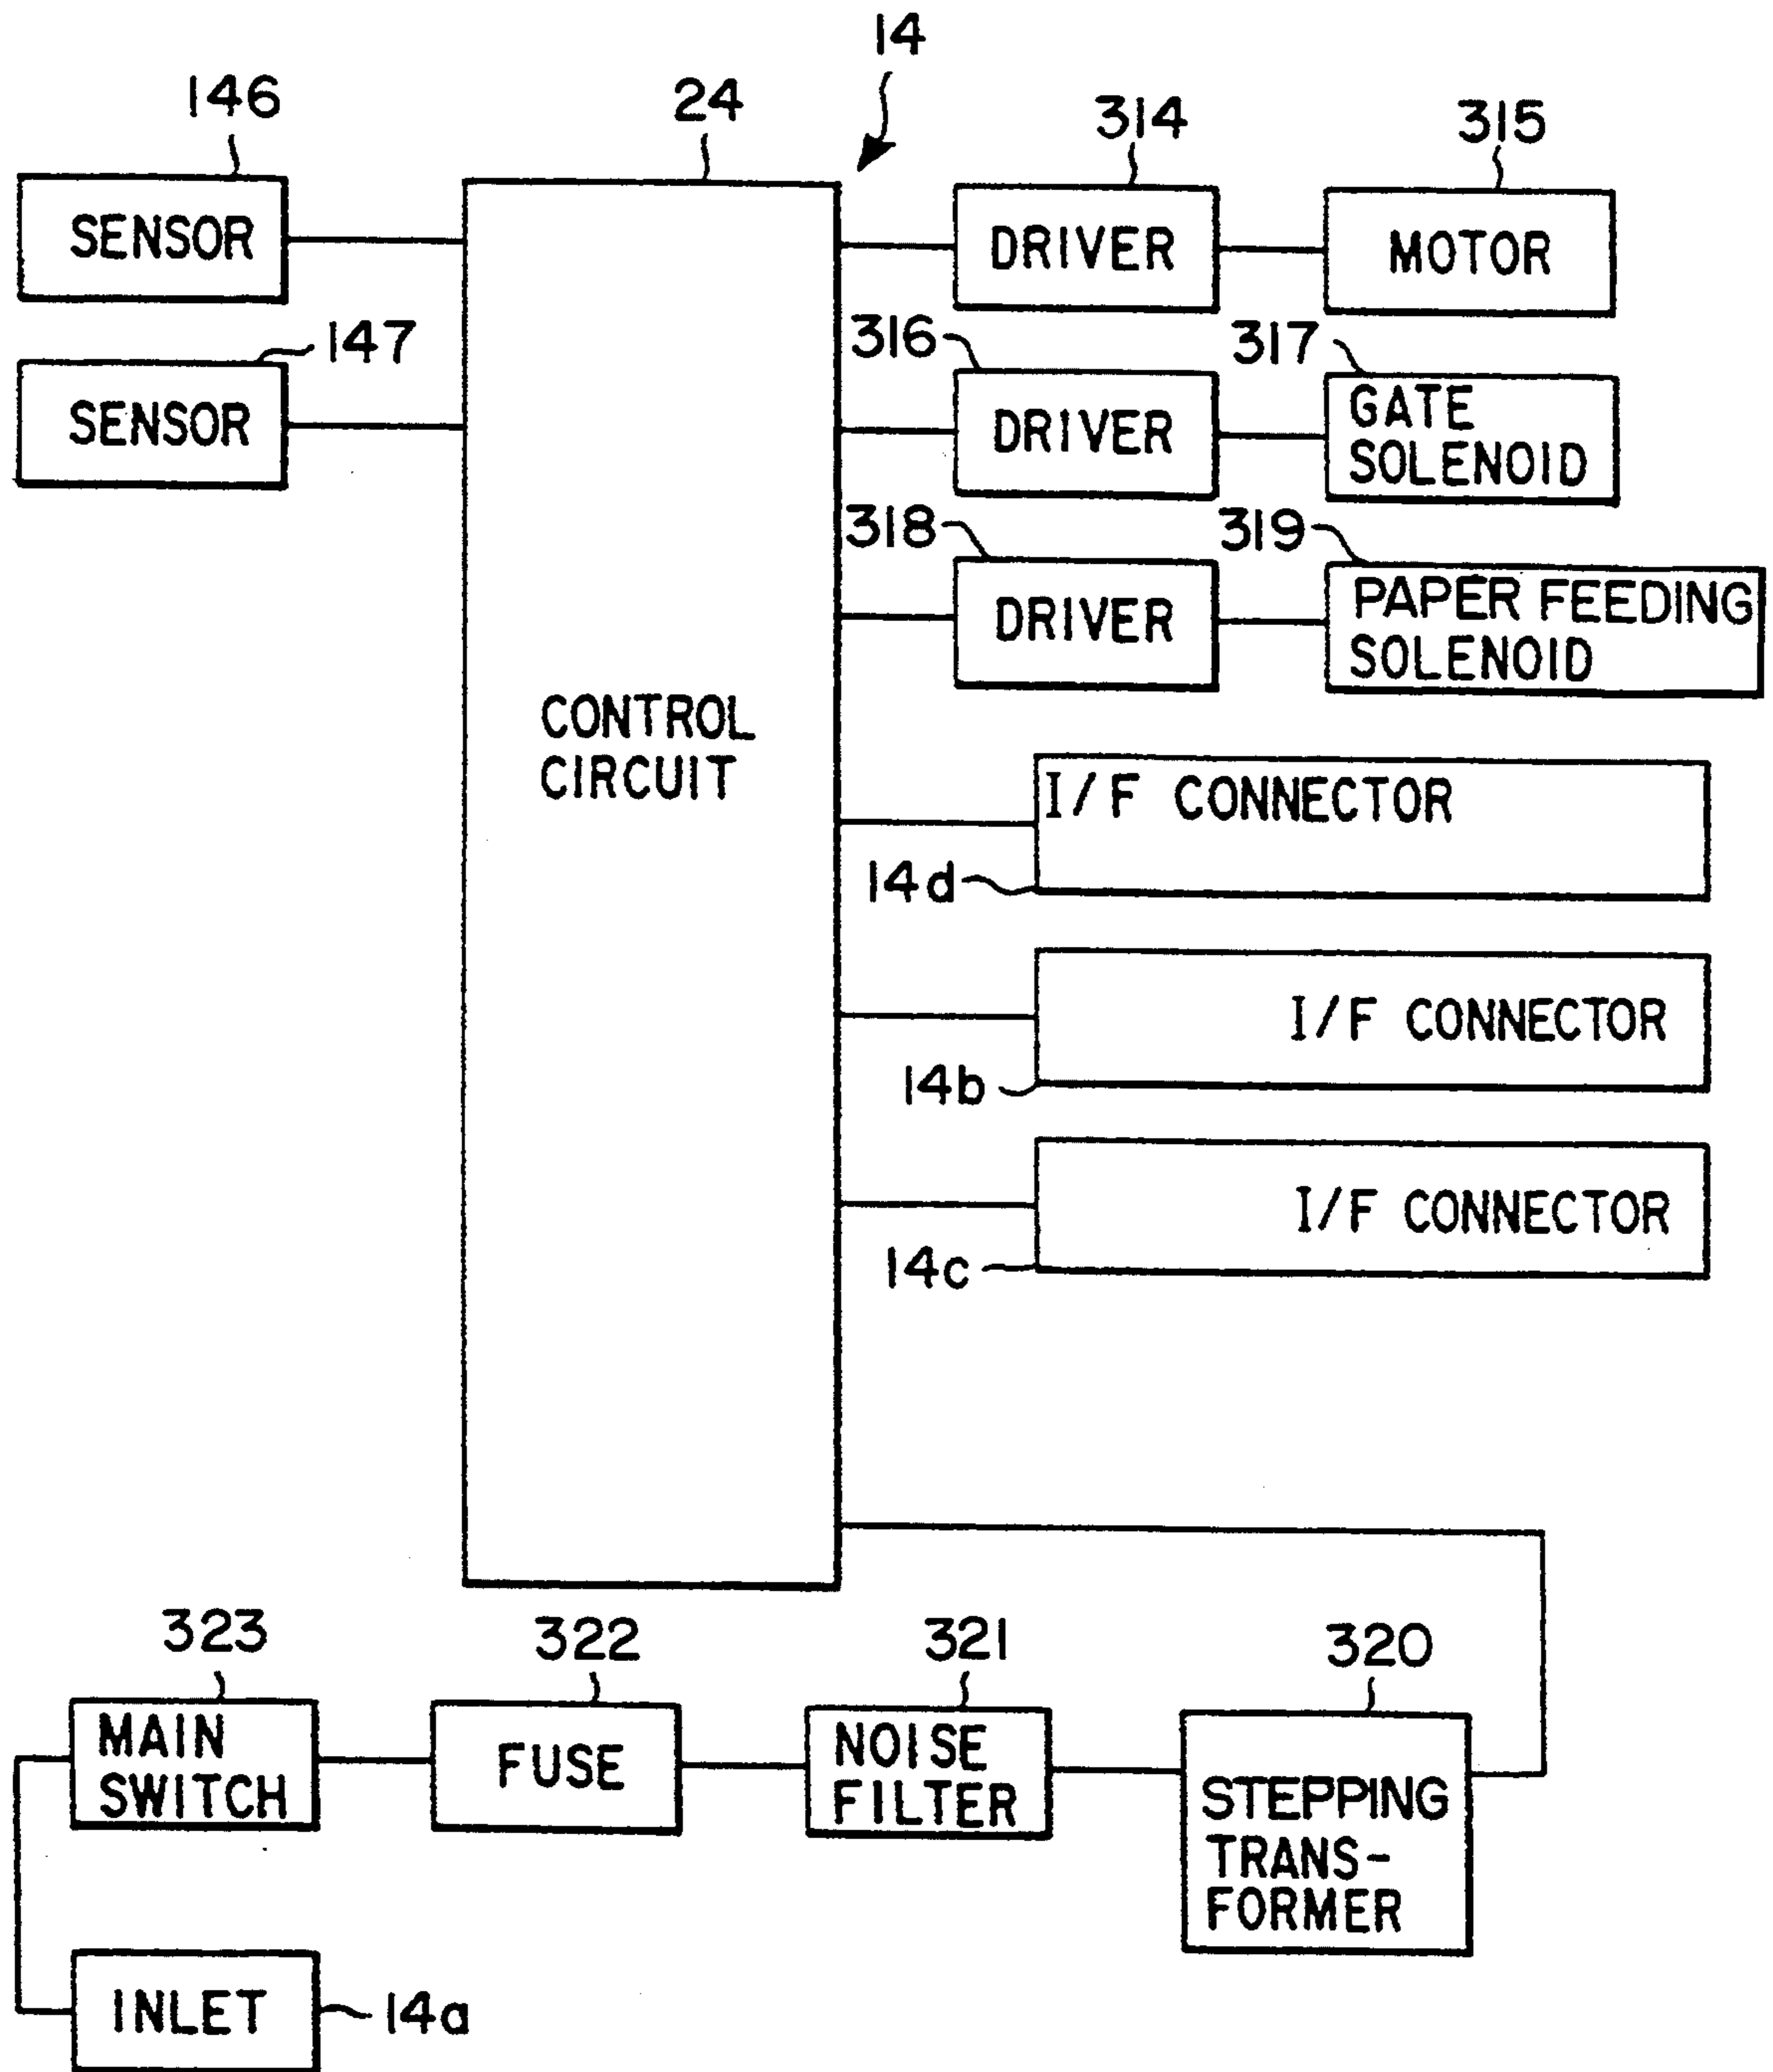 14
146
24
314
315
SENSOR
DRIVER
MOTOR
147
316
317
SENSOR
DRIVER
GATE
SOLENOID
318
319
DRIVER
PAPER FEEDING
SOLENOID
CONTROL
CIRCUIT
I/F CONNECTOR
14d
I/F CONNECTOR
14b
I/F CONNECTOR
14c
323
322
321
320
MAIN
SWITCH
FUSE
NOISE
FILTER
STEPPING
TRANS-
FORMER
INLET
14a